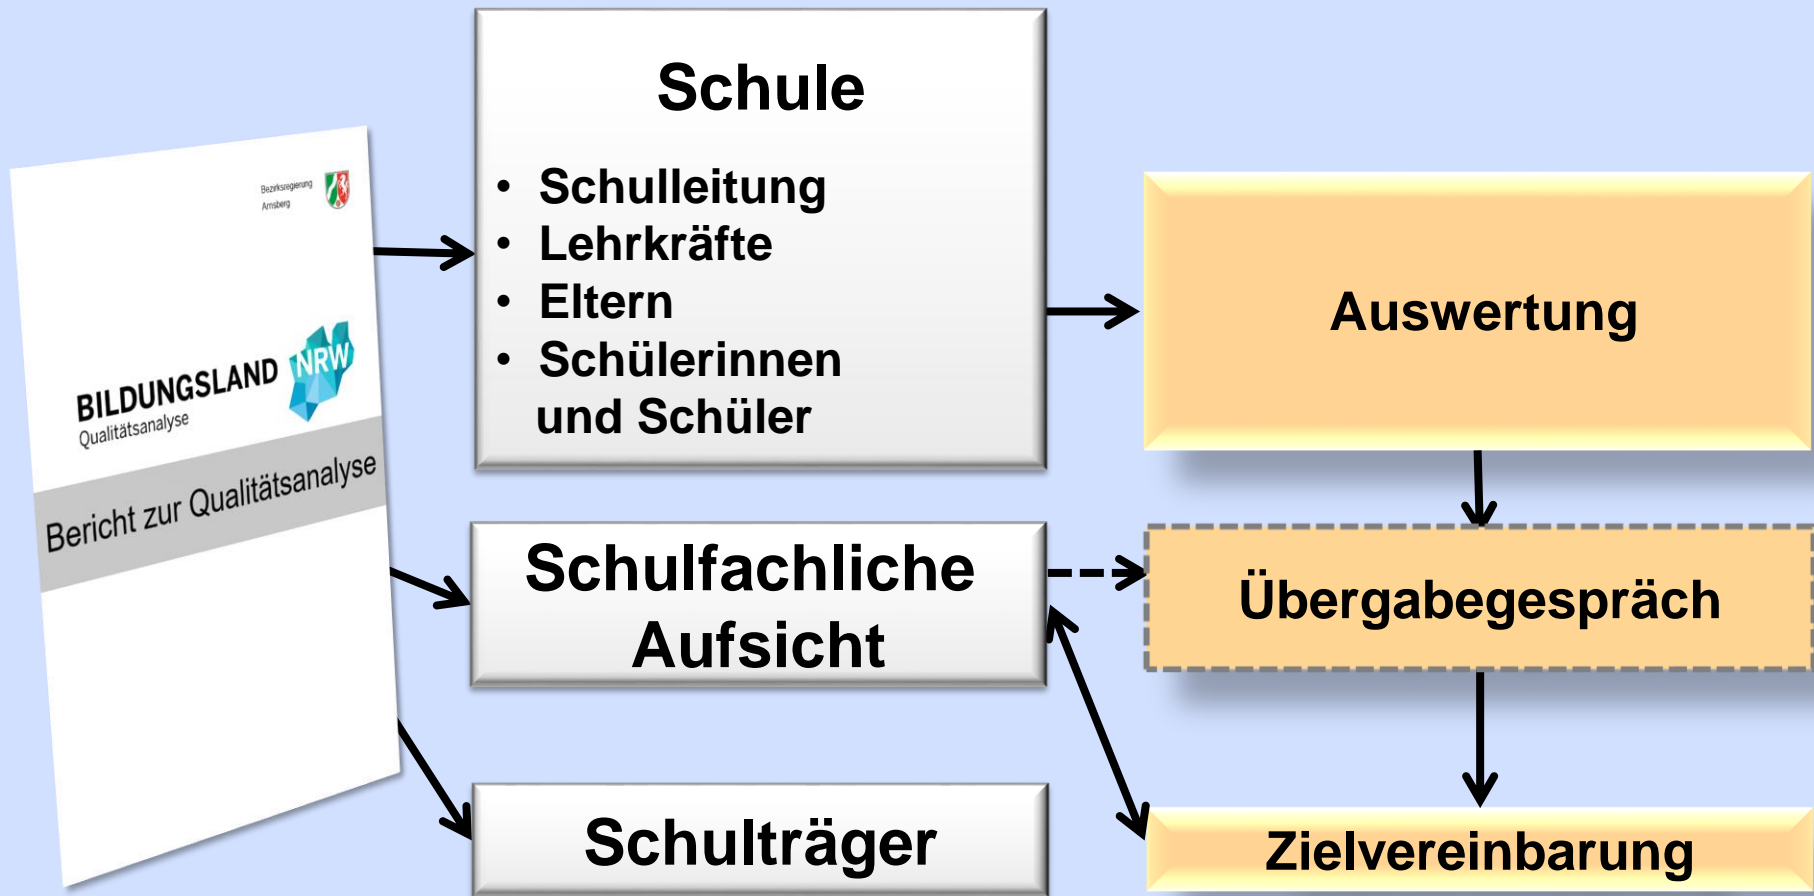 Bezirksregierung
Arnsberg
BILDUNGSLAND NRW
Qualitätsanalyse
Bericht zur Qualitätsanalyse
Schule
• Schulleitung
• Lehrkräfte
• Eltern
• Schülerinnen
und Schüler
Schulfachliche
Aufsicht
Schulträger
Auswertung
Übergabegespräch
Zielvereinbarung